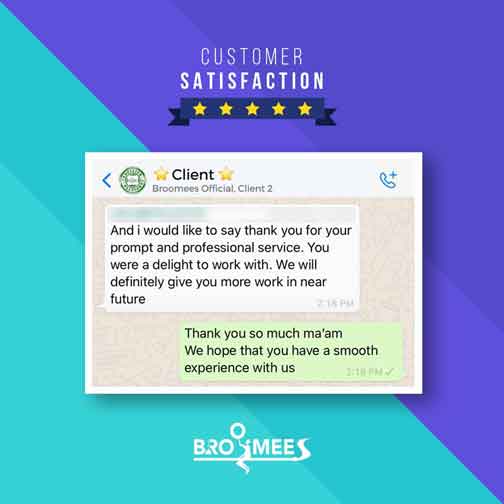 CUSTOMER
SATISFACTION
Client
Broomees Official, Client 2
And i would like to say thank you for your
prompt and professional service. You
were a delight to work with. We will
definitely give you more work in near
future
2:18 PM
Thank you so much ma'am
We hope that you have a smooth
experience with us
2:18 PM
BROOMEES